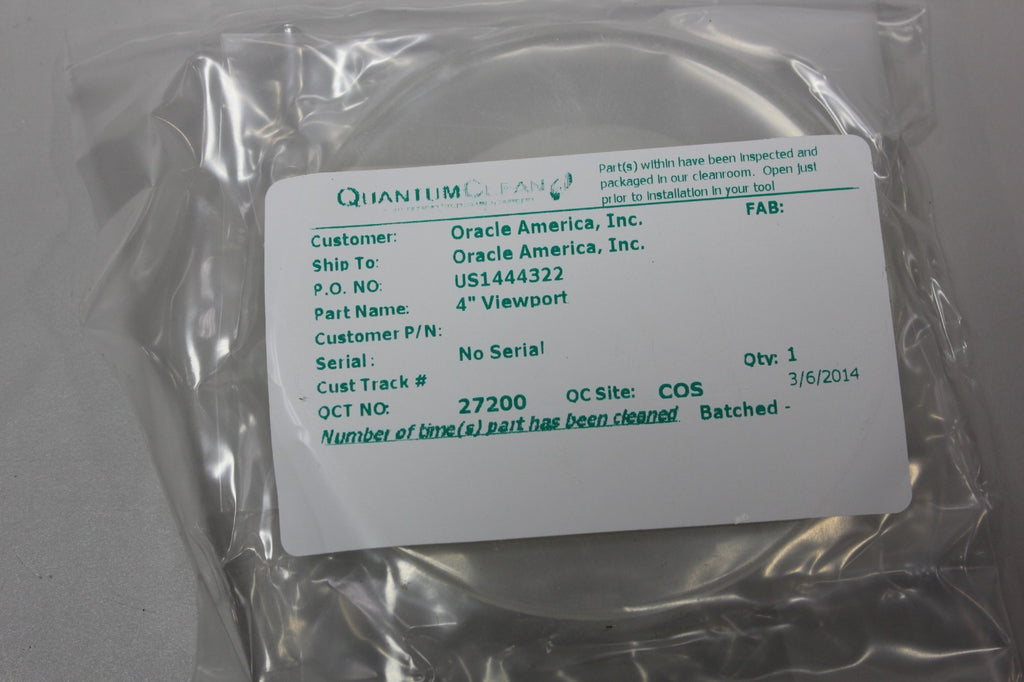 QUANTUMCLEAN
Part(s) within have been inspected and
packaged in our cleanroom. Open just
prior to installation in your tool
Customer: Oracle America, Inc. FAB:
Ship To: Oracle America, Inc.
P.O. NO: US1444322
Part Name: 4" Viewport
Customer P/N:
Serial: No Serial
Cust Track # Qty: 1
QCT NO: 27200 QC Site: COS 3/6/2014
Number of time(s) part has been cleaned Batched -